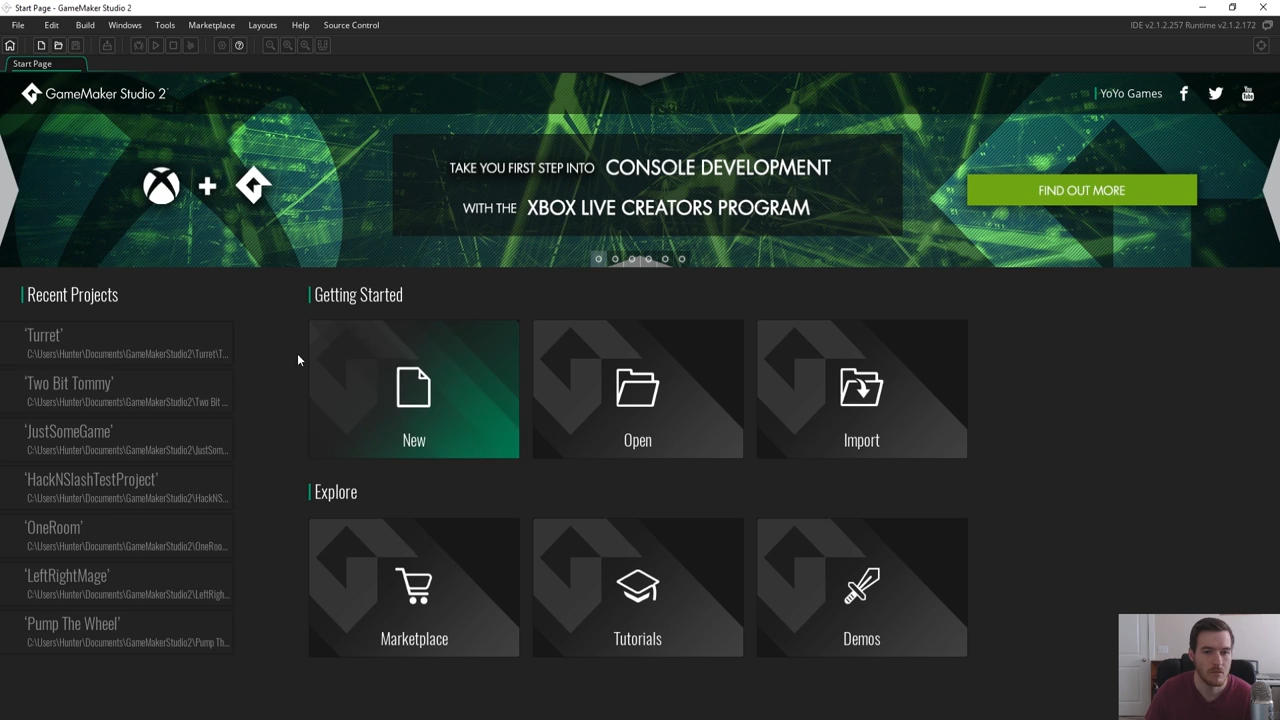 Start Page - GameMaker Studio 2
File Edit Build Windows Tools Marketplace Layouts Help Source Control
IDE v2.1.2.257 Runtime v2.1.2.172
Start Page
GameMaker Studio 2
YoYo Games
TAKE YOU FIRST STEP INTO CONSOLE DEVELOPMENT
WITH THE XBOX LIVE CREATORS PROGRAM
FIND OUT MORE
Recent Projects
'Turret'
C:\Users\Hunter\Documents\GameMakerStudio2\Turret\T...
'Two Bit Tommy'
C:\Users\Hunter\Documents\GameMakerStudio2\Two Bit ...
'JustSomeGame'
C:\Users\Hunter\Documents\GameMakerStudio2\JustSom...
'HackNSlashTestProject'
C:\Users\Hunter\Documents\GameMakerStudio2\HackNS...
'OneRoom'
C:\Users\Hunter\Documents\GameMakerStudio2\OneRoo...
'LeftRightMage'
C:\Users\Hunter\Documents\GameMakerStudio2\LeftRigh...
'Pump The Wheel'
C:\Users\Hunter\Documents\GameMakerStudio2\Pump Th...
Getting Started
New
Open
Import
Explore
Marketplace
Tutorials
Demos